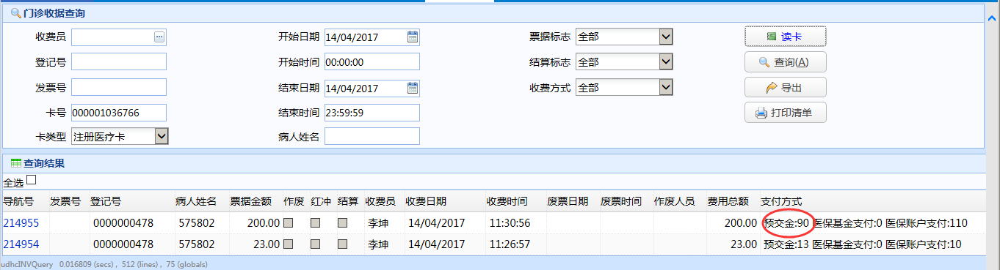 门诊收据查询
收费员 开始日期 14/04/2017 票据标志 全部 读卡
登记号 开始时间 00:00:00 结算标志 全部 查询(A)
发票号 结束日期 14/04/2017 收费方式 全部 导出
卡号 000001036766 结束时间 23:59:59 打印清单
卡类型 注册医疗卡 病人姓名
查询结果
全选
导航号 发票号 登记号 病人姓名 票据金额 作废 红冲 结算 收费员 收费日期 收费时间 废票日期 废票时间 作废人员 费用总额 支付方式
214955 0000000478 575802 200.00 李坤 14/04/2017 11:30:56 200.00 预交金:90 医保基金支付:0 医保账户支付:110
214954 0000000478 575802 23.00 李坤 14/04/2017 11:26:57 23.00 预交金:13 医保基金支付:0 医保账户支付:10
udhcINVQuery 0.016809 (secs) , 512 (lines) , 75 (globals)